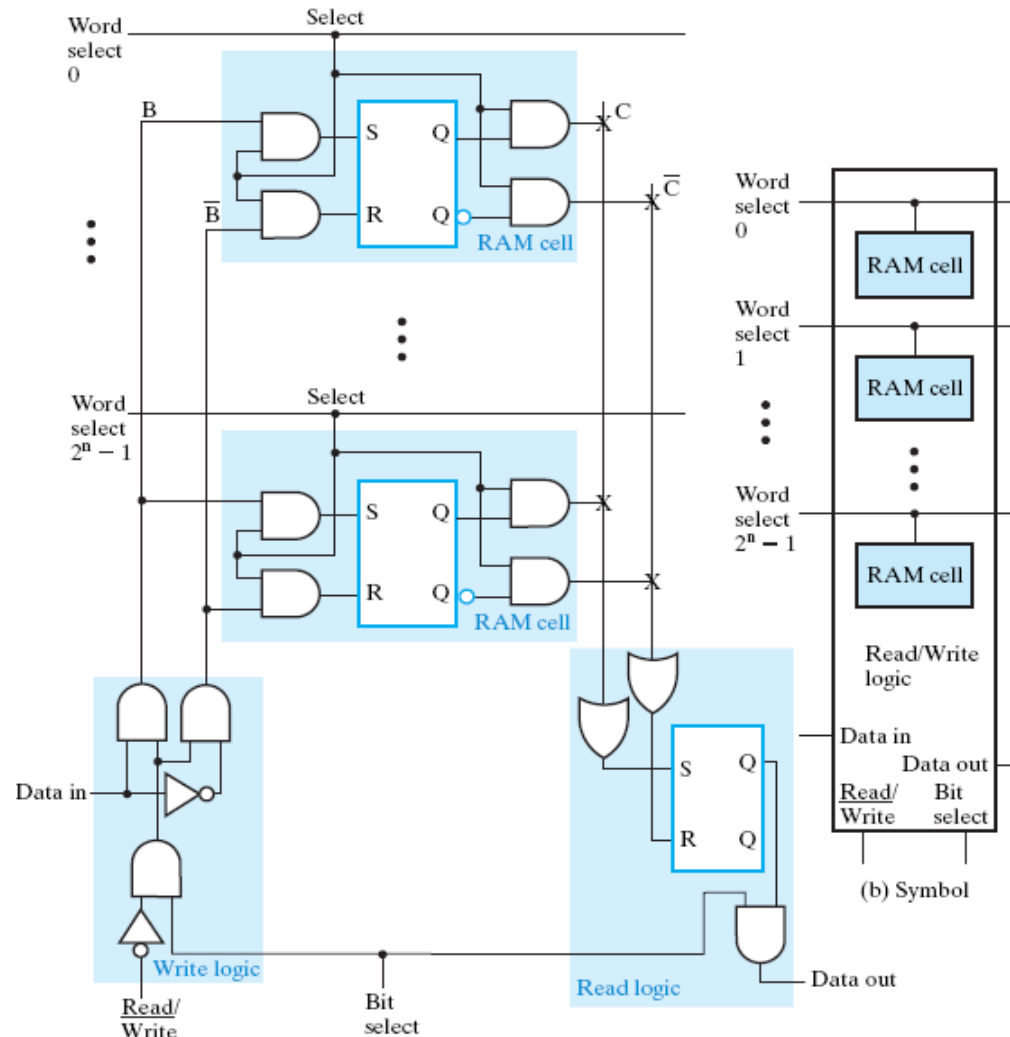 Select
Word
select
0
B
C
S
Q
B̅
C̅
R
Q
RAM cell
Select
Word
select
2ⁿ − 1
S
Q
R
Q
RAM cell
Data in
Write logic
Read/
Write
Bit
select
S
Q
R
Q
Read logic
Data out
Word
select
0
RAM cell
Word
select
1
RAM cell
Word
select
2ⁿ − 1
RAM cell
Read/Write
logic
Data in
Data out
Read/
Write
Bit
select
(b) Symbol